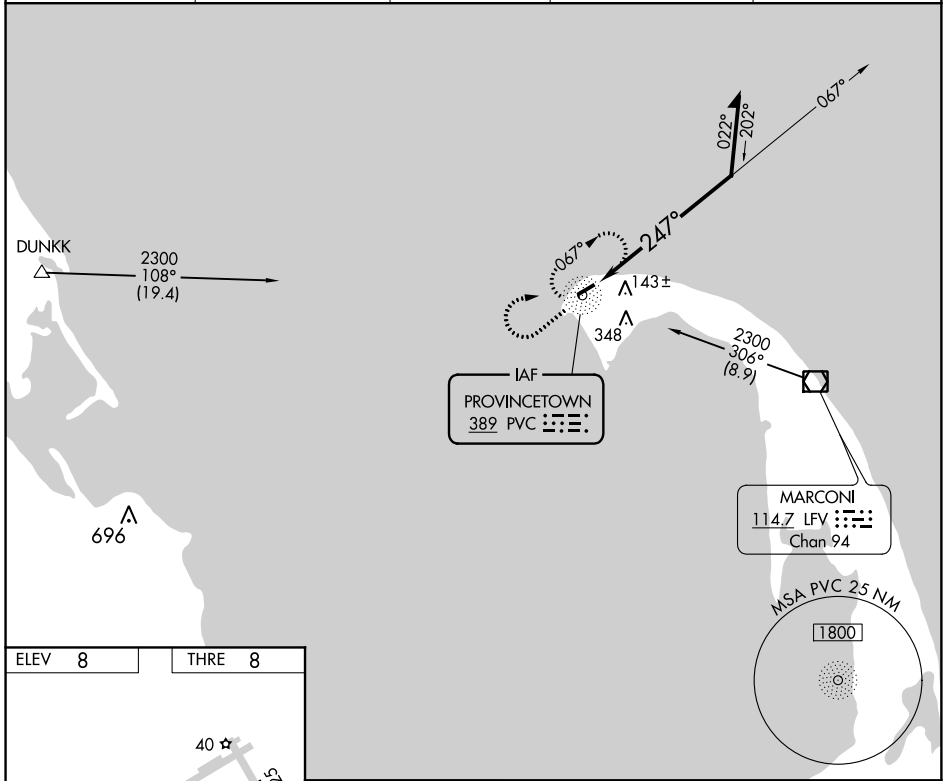 067°
022°
202°
247°
067°
DUNKK
2300
108°
(19.4)
143±
348
2300
306°
(8.9)
IAF
PROVINCETOWN
389 PVC
MARCONI
114.7 LFV
Chan 94
696
MSA PVC 25 NM
1800
ELEV 8
THRE 8
40
25